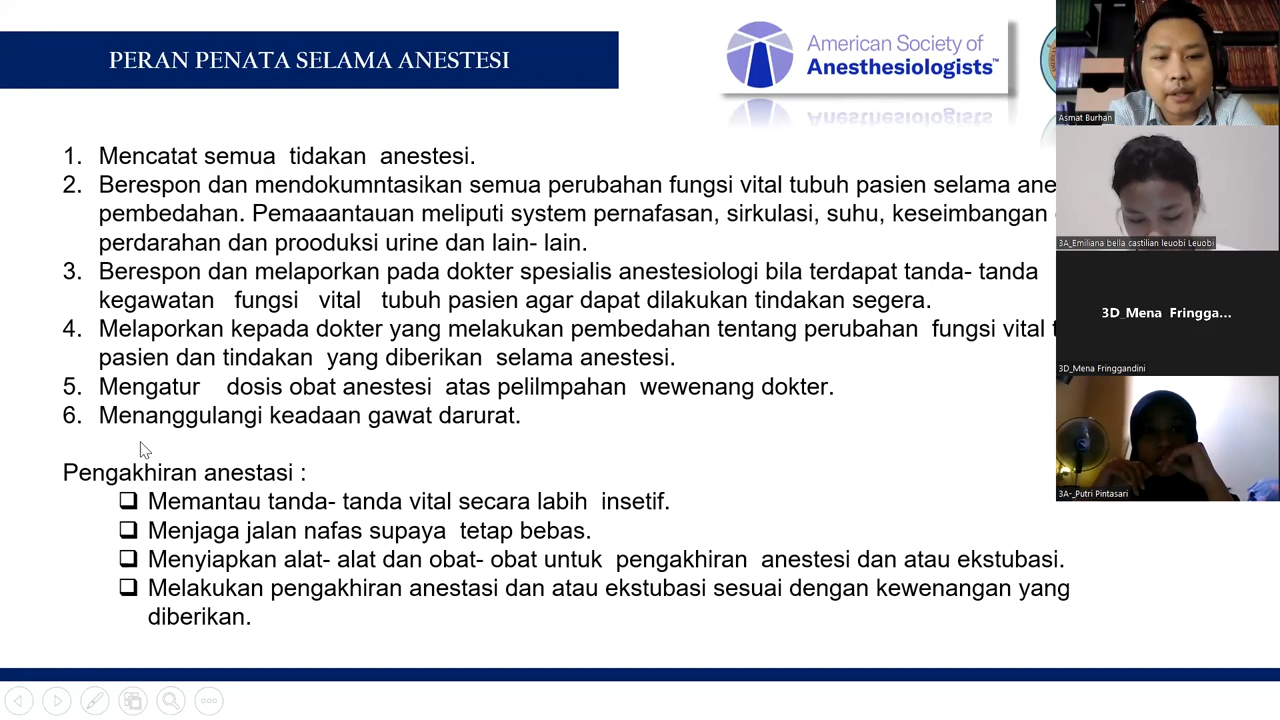 PERAN PENATA SELAMA ANESTESI
American Society of
Anesthesiologists™
1. Mencatat semua tidakan anestesi.
2. Berespon dan mendokumntasikan semua perubahan fungsi vital tubuh pasien selama ane
pembedahan. Pemaaantauan meliputi system pernafasan, sirkulasi, suhu, keseimbangan
perdarahan dan prooduksi urine dan lain- lain.
3. Berespon dan melaporkan pada dokter spesialis anestesiologi bila terdapat tanda- tanda
kegawatan fungsi vital tubuh pasien agar dapat dilakukan tindakan segera.
4. Melaporkan kepada dokter yang melakukan pembedahan tentang perubahan fungsi vital t
pasien dan tindakan yang diberikan selama anestesi.
5. Mengatur dosis obat anestesi atas pelilmpahan wewenang dokter.
6. Menanggulangi keadaan gawat darurat.
Pengakhiran anestasi :
❑ Memantau tanda- tanda vital secara labih insetif.
❑ Menjaga jalan nafas supaya tetap bebas.
❑ Menyiapkan alat- alat dan obat- obat untuk pengakhiran anestesi dan atau ekstubasi.
❑ Melakukan pengakhiran anestasi dan atau ekstubasi sesuai dengan kewenangan yang
diberikan.
Asmat Burhan
3A_Emiliana bella castilian leuobi Leuobi
3D_Mena Fringga...
3D_Mena Fringgandini
3A-_Putri Pintasari